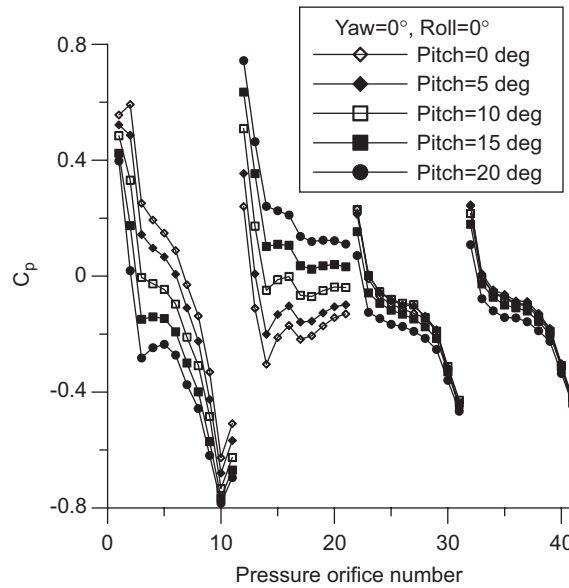 Yaw=0°, Roll=0°
Pitch=0 deg
Pitch=5 deg
Pitch=10 deg
Pitch=15 deg
Pitch=20 deg
0.8
0.4
0
-0.4
-0.8
Cp
0 10 20 30 40
Pressure orifice number